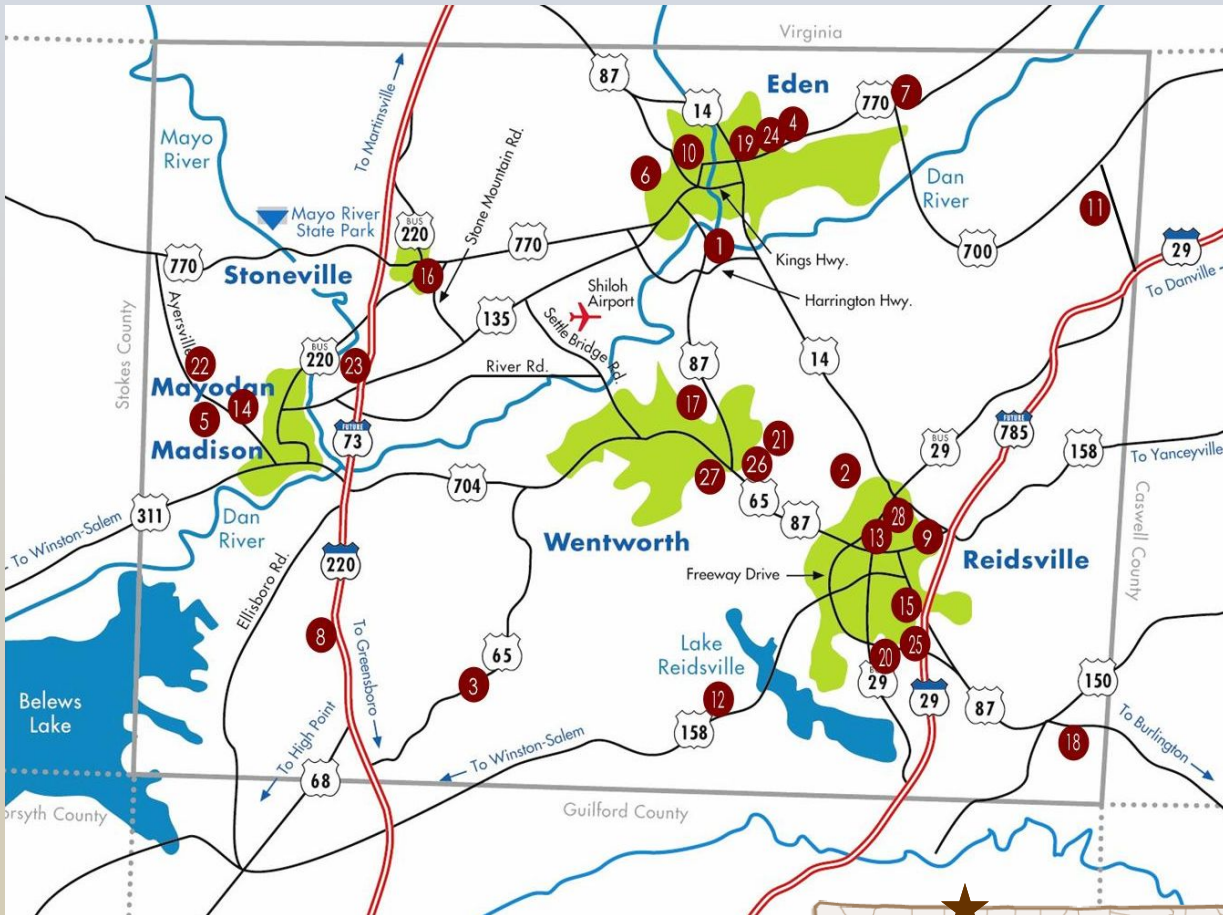 Virginia
87
Eden
14
770
7
4
24
19
10
6
Mayo
River
To Martinsville
Stone Mountain Rd.
Dan
River
11
Mayo River
State Park
BUS
220
770
770
1
700
29
Kings Hwy.
To Danville
Stoneville
16
Shiloh
Airport
Harrington Hwy.
Ayersville
135
Settle Bridge Rd.
Stokes County
BUS
220
23
22
River Rd.
87
14
Mayodan
14
5
17
FUTURE
73
FUTURE
785
Madison
21
BUS
29
158
To Yanceyville
704
27
26
2
65
311
87
28
To Winston-Salem
Dan
River
Wentworth
13
9
Reidsville
Caswell County
220
Freeway Drive
Ellisboro Rd.
15
8
To Greensboro
65
Lake
Reidsville
25
20
29
3
12
29
150
Belews
Lake
87
158
To High Point
To Winston-Salem
18
To Burlington
68
orsyth County
Guilford County